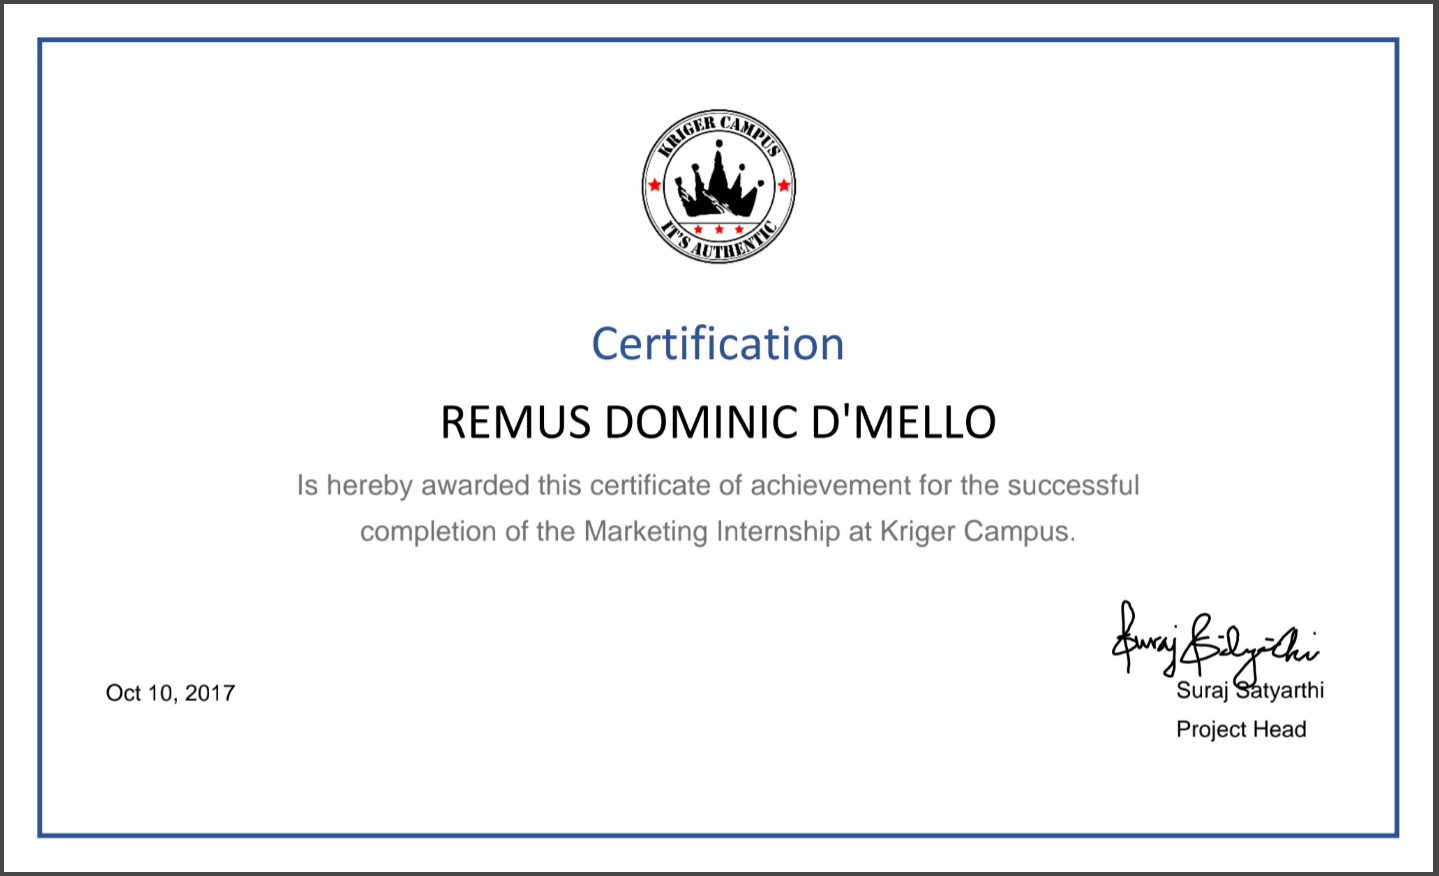 KRIGER CAMPUS
IT'S AUTHENTIC
Certification
REMUS DOMINIC D'MELLO
Is hereby awarded this certificate of achievement for the successful
completion of the Marketing Internship at Kriger Campus.
Suraj Satyarthi
Oct 10, 2017
Suraj Satyarthi
Project Head